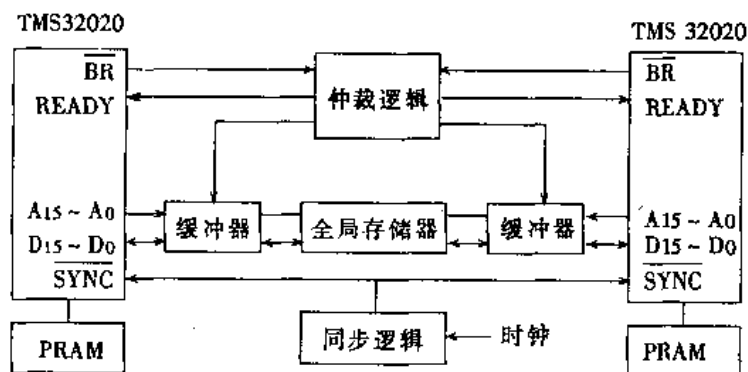 TMS32020
TMS 32020
BR
READY
仲裁逻辑
BR
READY
A15 ~ A0
D15 ~ D0
SYNC
缓冲器
全局存储器
缓冲器
A15 ~ A0
D15 ~ D0
SYNC
PRAM
同步逻辑
时钟
PRAM